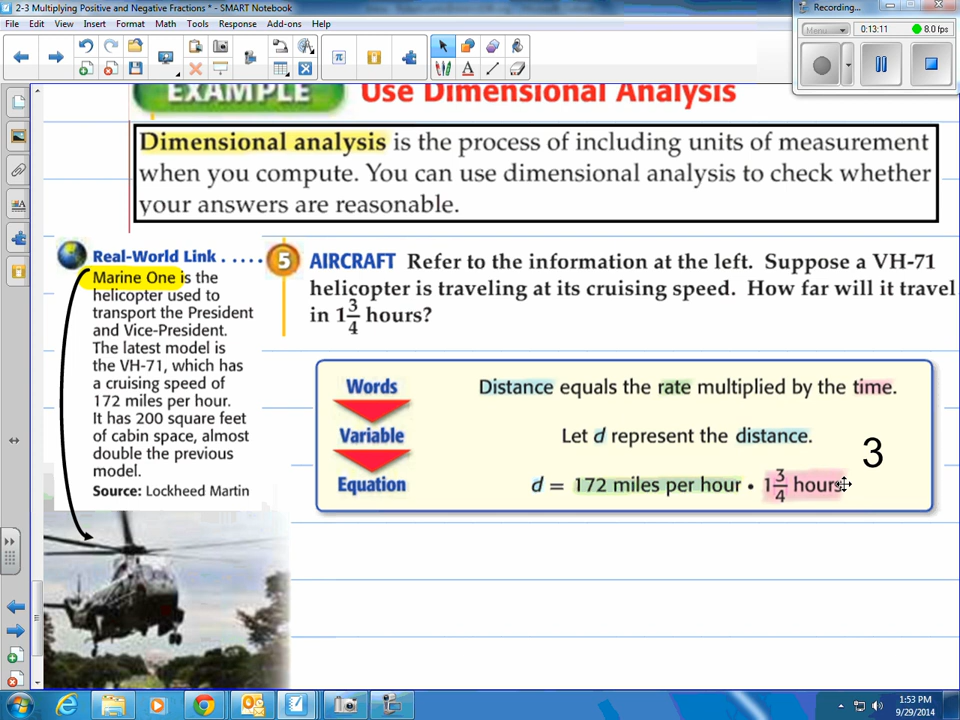 2-3 Multiplying Positive and Negative Fractions * - SMART Notebook
Recording...
File Edit View Insert Format Math Tools Response Add-ons Help
Menu
0:13:11
8.0 fps
EXAMPLE Use Dimensional Analysis
Dimensional analysis is the process of including units of measurement
when you compute. You can use dimensional analysis to check whether
your answers are reasonable.
Real-World Link . . . . .
Marine One is the
helicopter used to
transport the President
and Vice-President.
The latest model is
the VH-71, which has
a cruising speed of
172 miles per hour.
It has 200 square feet
of cabin space, almost
double the previous
model.
Source: Lockheed Martin
5 AIRCRAFT Refer to the information at the left. Suppose a VH-71
helicopter is traveling at its cruising speed. How far will it travel
in 1 3/4 hours?
Words Distance equals the rate multiplied by the time.
Variable Let d represent the distance.
3
Equation d = 172 miles per hour • 1 3/4 hours
1:53 PM
9/29/2014